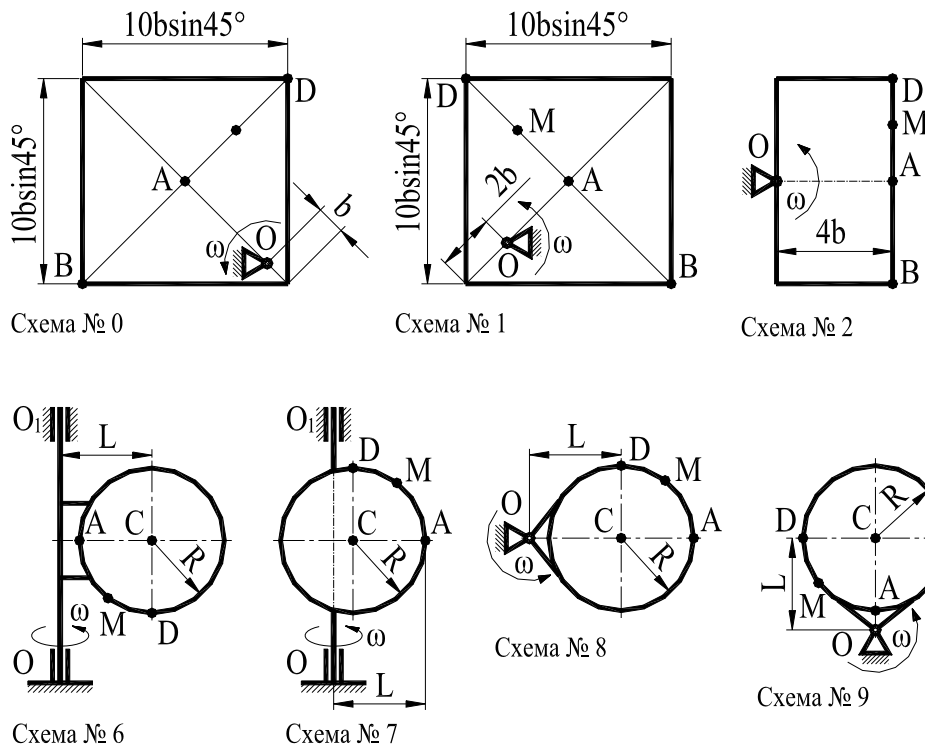 10bsin45°
10bsin45°
D
A
b
ω
O
B
Схема № 0
10bsin45°
10bsin45°
D
M
2b
A
O
ω
B
Схема № 1
D
M
O
A
ω
4b
B
Схема № 2
O₁
L
A
C
R
M
D
ω
O
Схема № 6
O₁
D
M
C
A
R
ω
O
L
Схема № 7
L
D
M
O
C
A
ω
R
Схема № 8
R
D
C
L
M
A
O
ω
Схема № 9